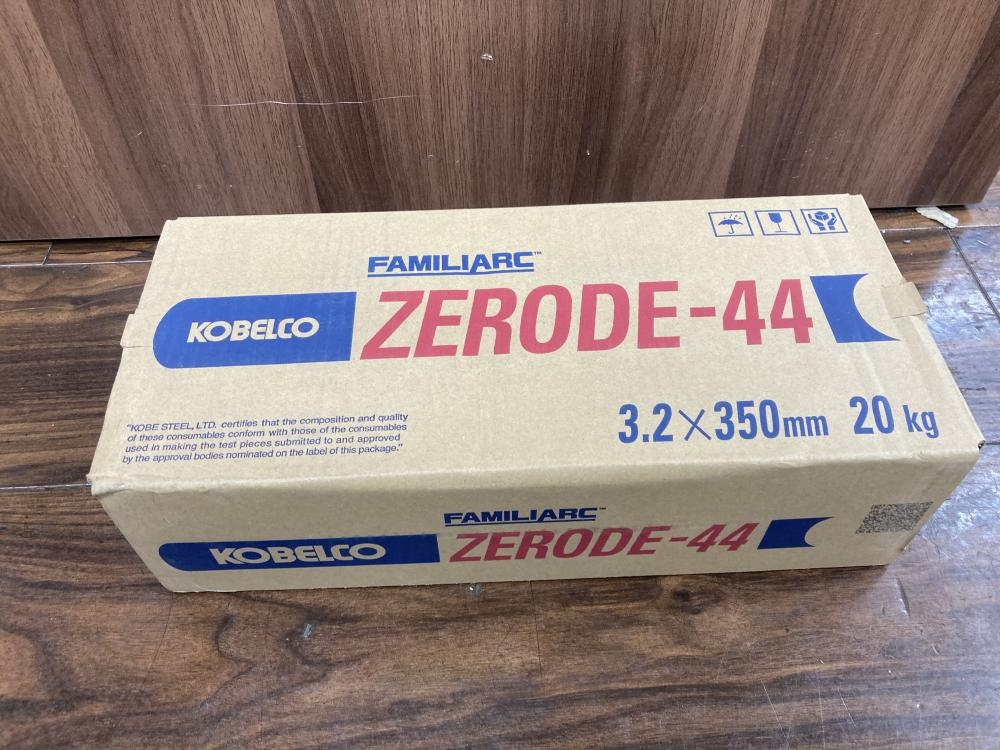 FAMILIARC™
KOBELCO ZERODE-44
3.2×350mm 20 kg
"KOBE STEEL, LTD. certifies that the composition and quality
of these consumables conform with those of the consumables
used in making the test pieces submitted to and approved
by the approval bodies nominated on the label of this package."
FAMILIARC™
KOBELCO ZERODE-44